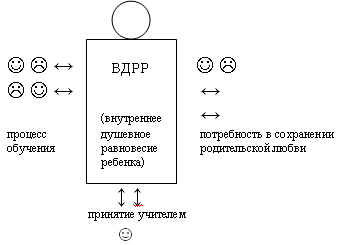 ВДРР
(внутреннее
душевное
равновесие
ребенка)
процесс
обучения
потребность в сохранении
родительской любви
принятие учителем